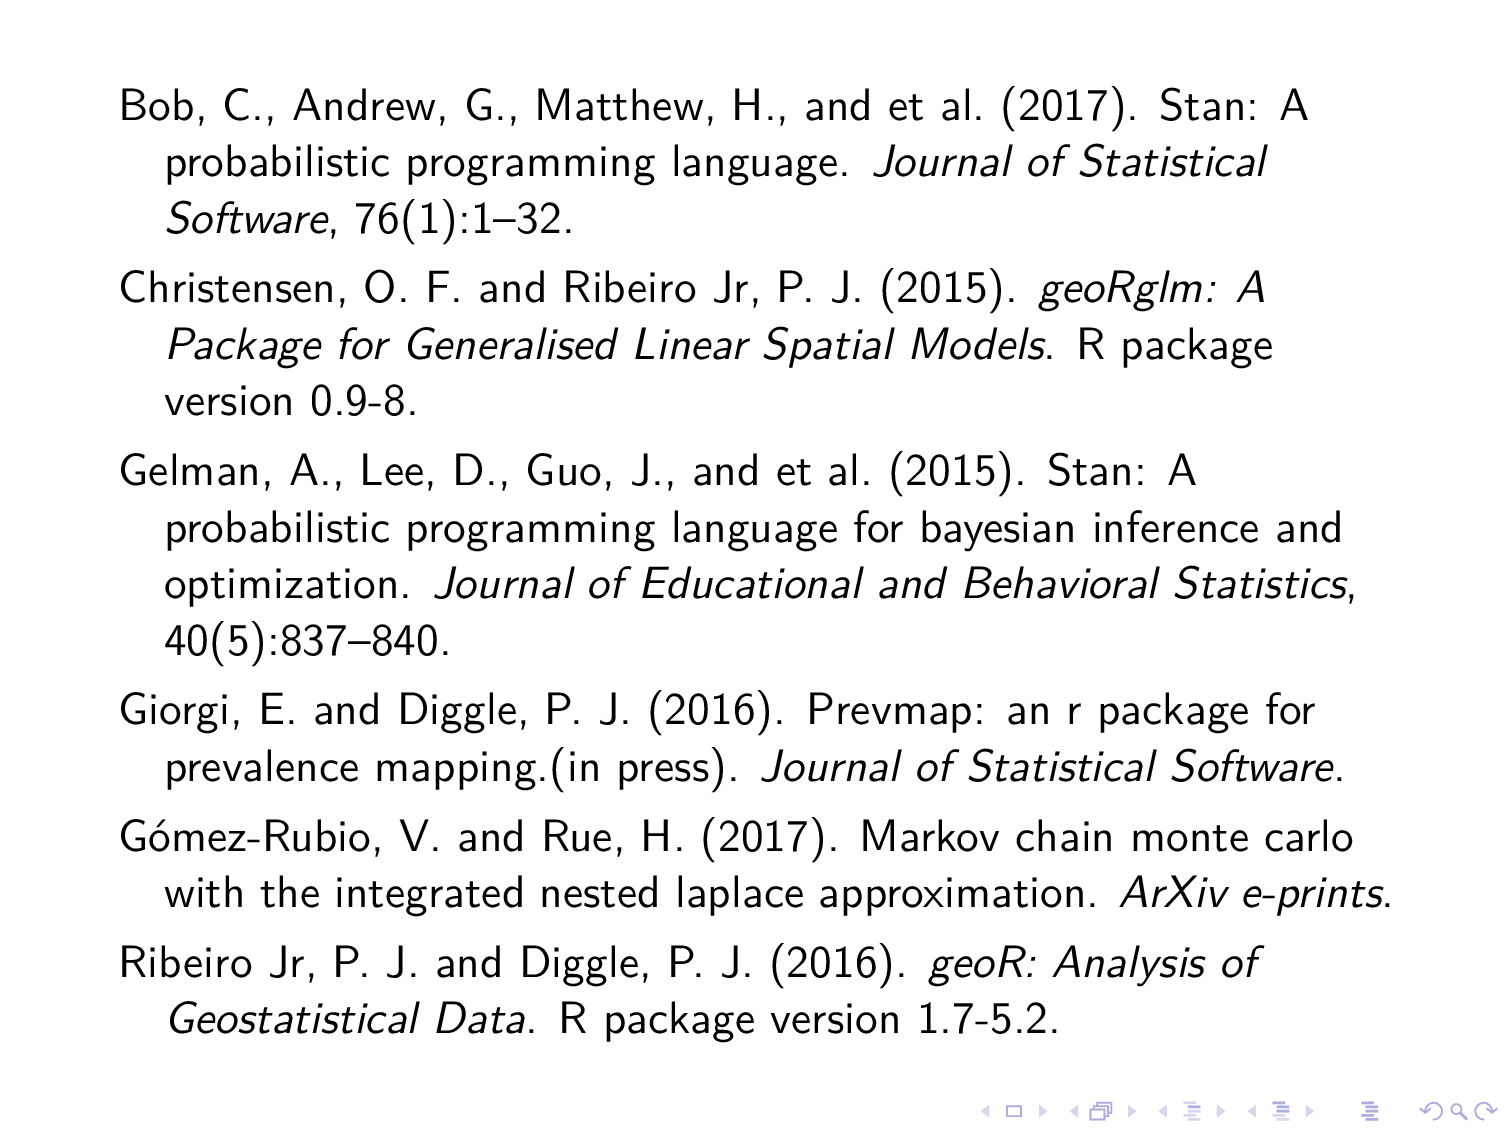 Bob, C., Andrew, G., Matthew, H., and et al. (2017). Stan: A
probabilistic programming language. Journal of Statistical
Software, 76(1):1–32.
Christensen, O. F. and Ribeiro Jr, P. J. (2015). geoRglm: A
Package for Generalised Linear Spatial Models. R package
version 0.9-8.
Gelman, A., Lee, D., Guo, J., and et al. (2015). Stan: A
probabilistic programming language for bayesian inference and
optimization. Journal of Educational and Behavioral Statistics,
40(5):837–840.
Giorgi, E. and Diggle, P. J. (2016). Prevmap: an r package for
prevalence mapping.(in press). Journal of Statistical Software.
Gómez-Rubio, V. and Rue, H. (2017). Markov chain monte carlo
with the integrated nested laplace approximation. ArXiv e-prints.
Ribeiro Jr, P. J. and Diggle, P. J. (2016). geoR: Analysis of
Geostatistical Data. R package version 1.7-5.2.